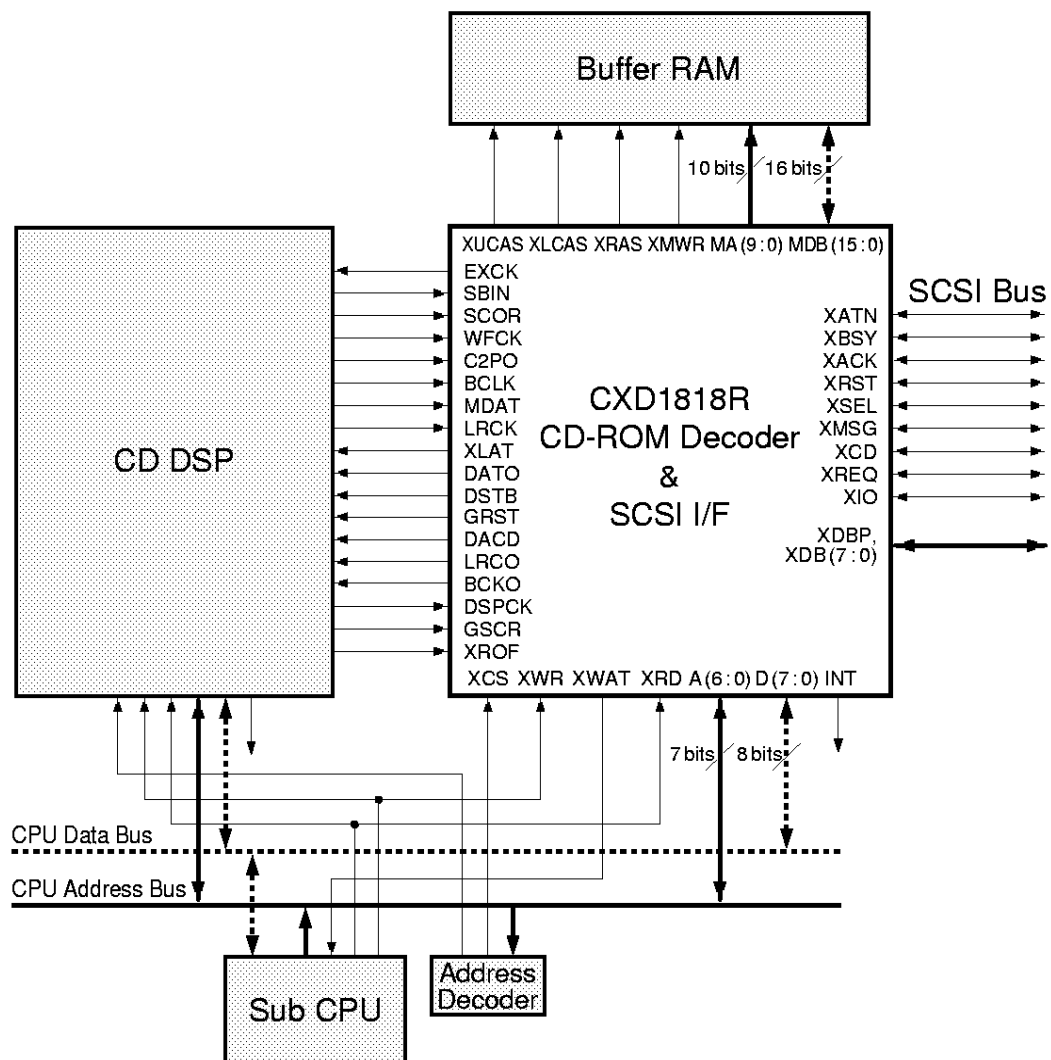 Buffer RAM
10 bits 16 bits
XUCAS XLCAS XRAS XMWR MA (9 : 0) MDB (15 : 0)
EXCK
SBIN
SCOR
WFCK
C2PO
BCLK
MDAT
LRCK
XLAT
DATO
DSTB
GRST
DACD
LRCO
BCKO
DSPCK
GSCR
XROF
CD DSP
CXD1818R
CD-ROM Decoder
&
SCSI I/F
SCSI Bus
XATN
XBSY
XACK
XRST
XSEL
XMSG
XCD
XREQ
XIO
XDBP,
XDB (7 : 0)
XCS XWR XWAT XRD A (6 : 0) D (7 : 0) INT
7 bits 8 bits
CPU Data Bus
CPU Address Bus
Sub CPU
Address
Decoder